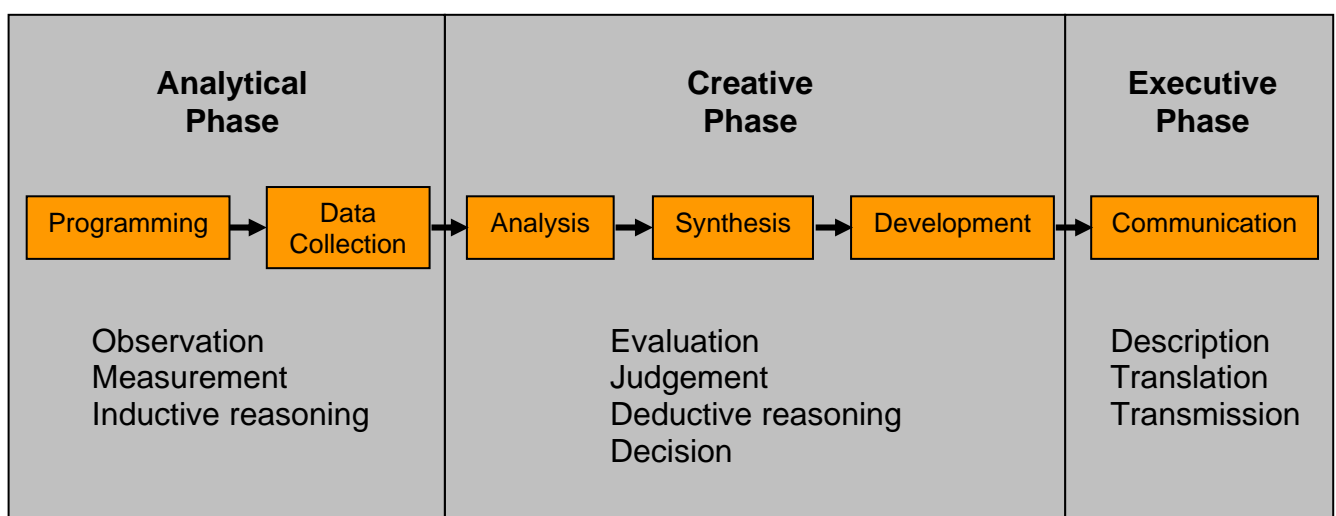 Analytical
Phase
Creative
Phase
Executive
Phase
Programming
Data
Collection
Analysis
Synthesis
Development
Communication
Observation
Measurement
Inductive reasoning
Evaluation
Judgement
Deductive reasoning
Decision
Description
Translation
Transmission